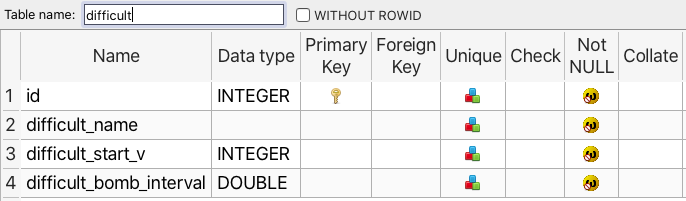 Table name: difficult WITHOUT ROWID
Name Data type Primary Key Foreign Key Unique Check Not NULL Collate
1 id INTEGER
2 difficult_name
3 difficult_start_v INTEGER
4 difficult_bomb_interval DOUBLE